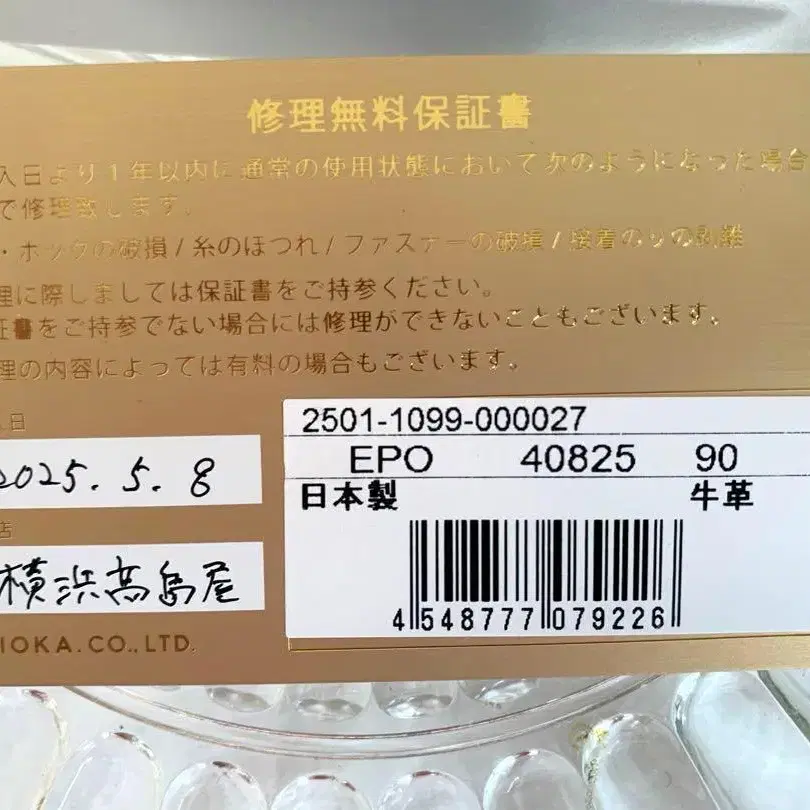 修理無料保証書
入日より1年以内に通常の使用状態において次のようになった場合
で修理致します。
・ホックの破損/糸のほつれ/ファスナーの破損/接着のりの剥離
理に際しましては保証書をご持参ください。
証書をご持参でない場合には修理ができないこともございます。
理の内容によっては有料の場合もございます。
日
2025.5.8
店
横浜高島屋
IOKA.CO.,LTD.
2501-1099-000027
EPO 40825 90
日本製 牛革
4 548777 079226